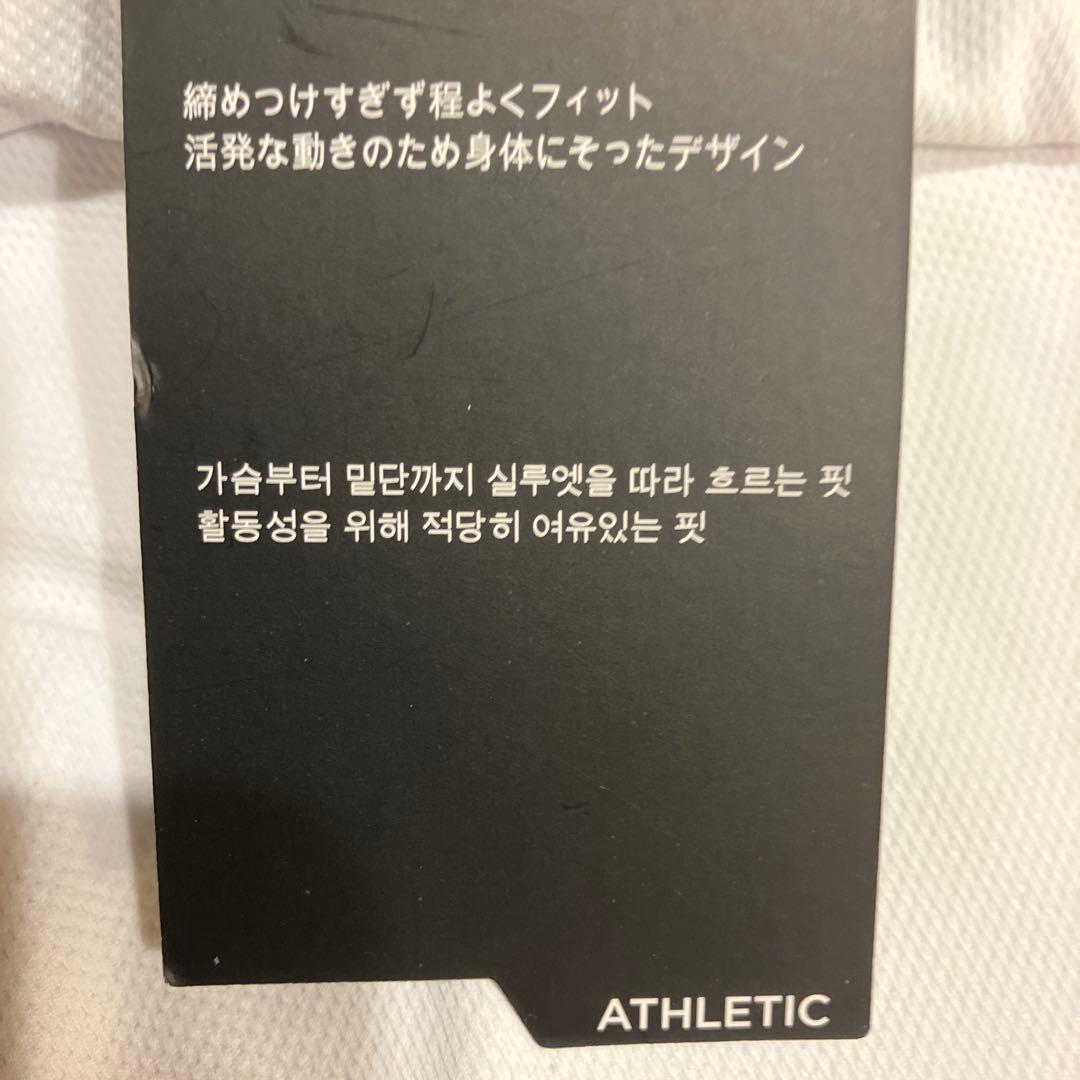 締めつけすぎず程よくフィット
活発な動きのため身体にそったデザイン
가슴부터 밑단까지 실루엣을 따라 흐르는 핏
활동성을 위해 적당히 여유있는 핏
ATHLETIC